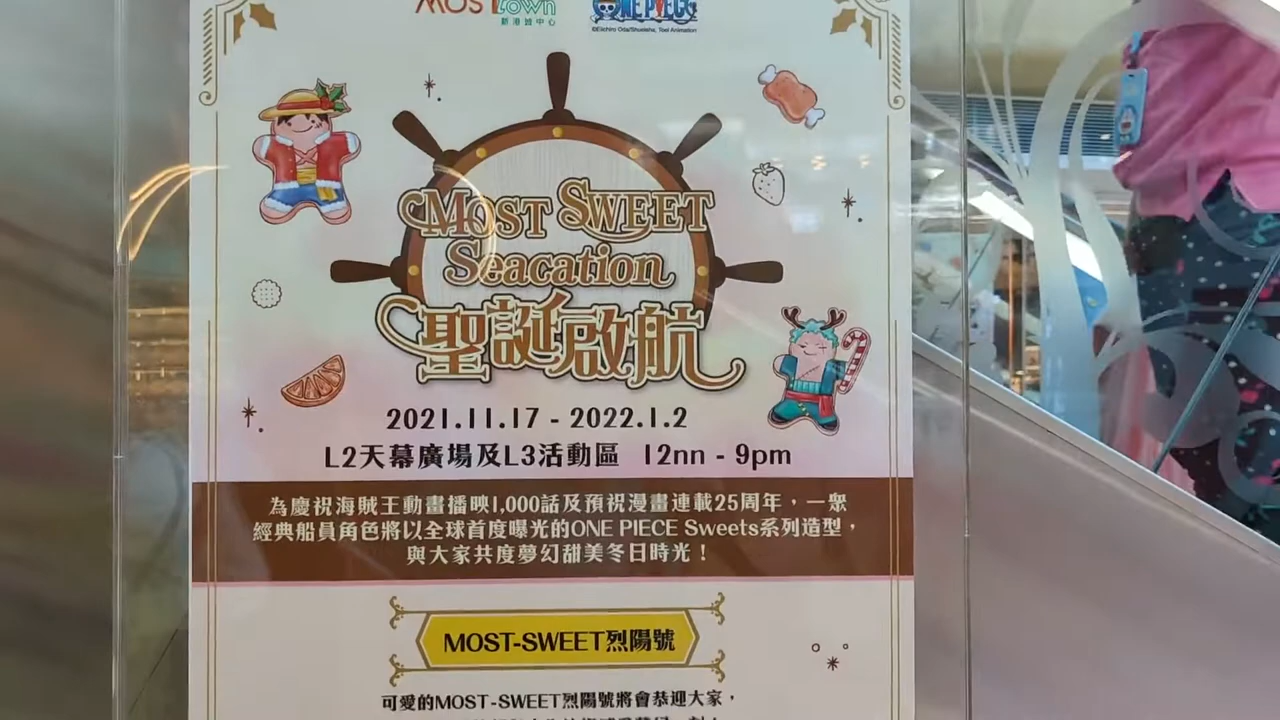 MOSTown
新港城中心
ONE PIECE
©Eiichiro Oda/Shueisha, Toei Animation
MOST SWEET
Seacation
聖誕啟航
2021.11.17 - 2022.1.2
L2天幕廣場及L3活動區 12nn - 9pm
為慶祝海賊王動畫播映1,000話及預祝漫畫連載25周年，一眾
經典船員角色將以全球首度曝光的ONE PIECE Sweets系列造型，
與大家共度夢幻甜美冬日時光！
MOST-SWEET烈陽號
可愛的MOST-SWEET烈陽號將會恭迎大家，